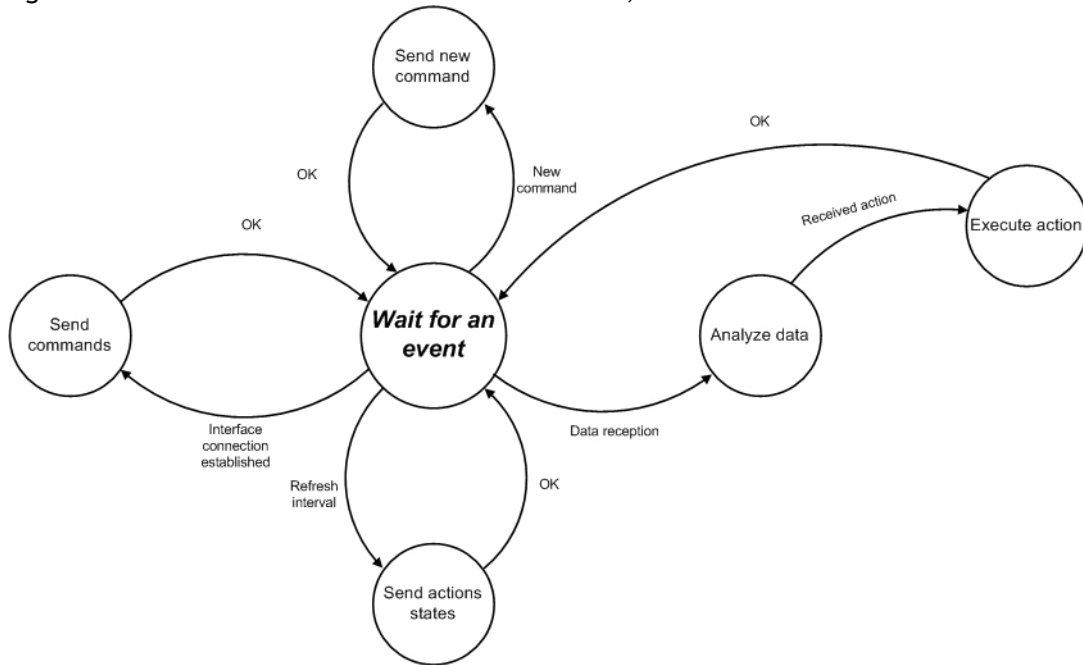 Send new
command
OK
OK
New
command
OK
Received action
Execute action
Send
commands
Wait for an
event
Analyze data
Interface
connection
established
Data reception
Refresh
interval
OK
Send actions
states